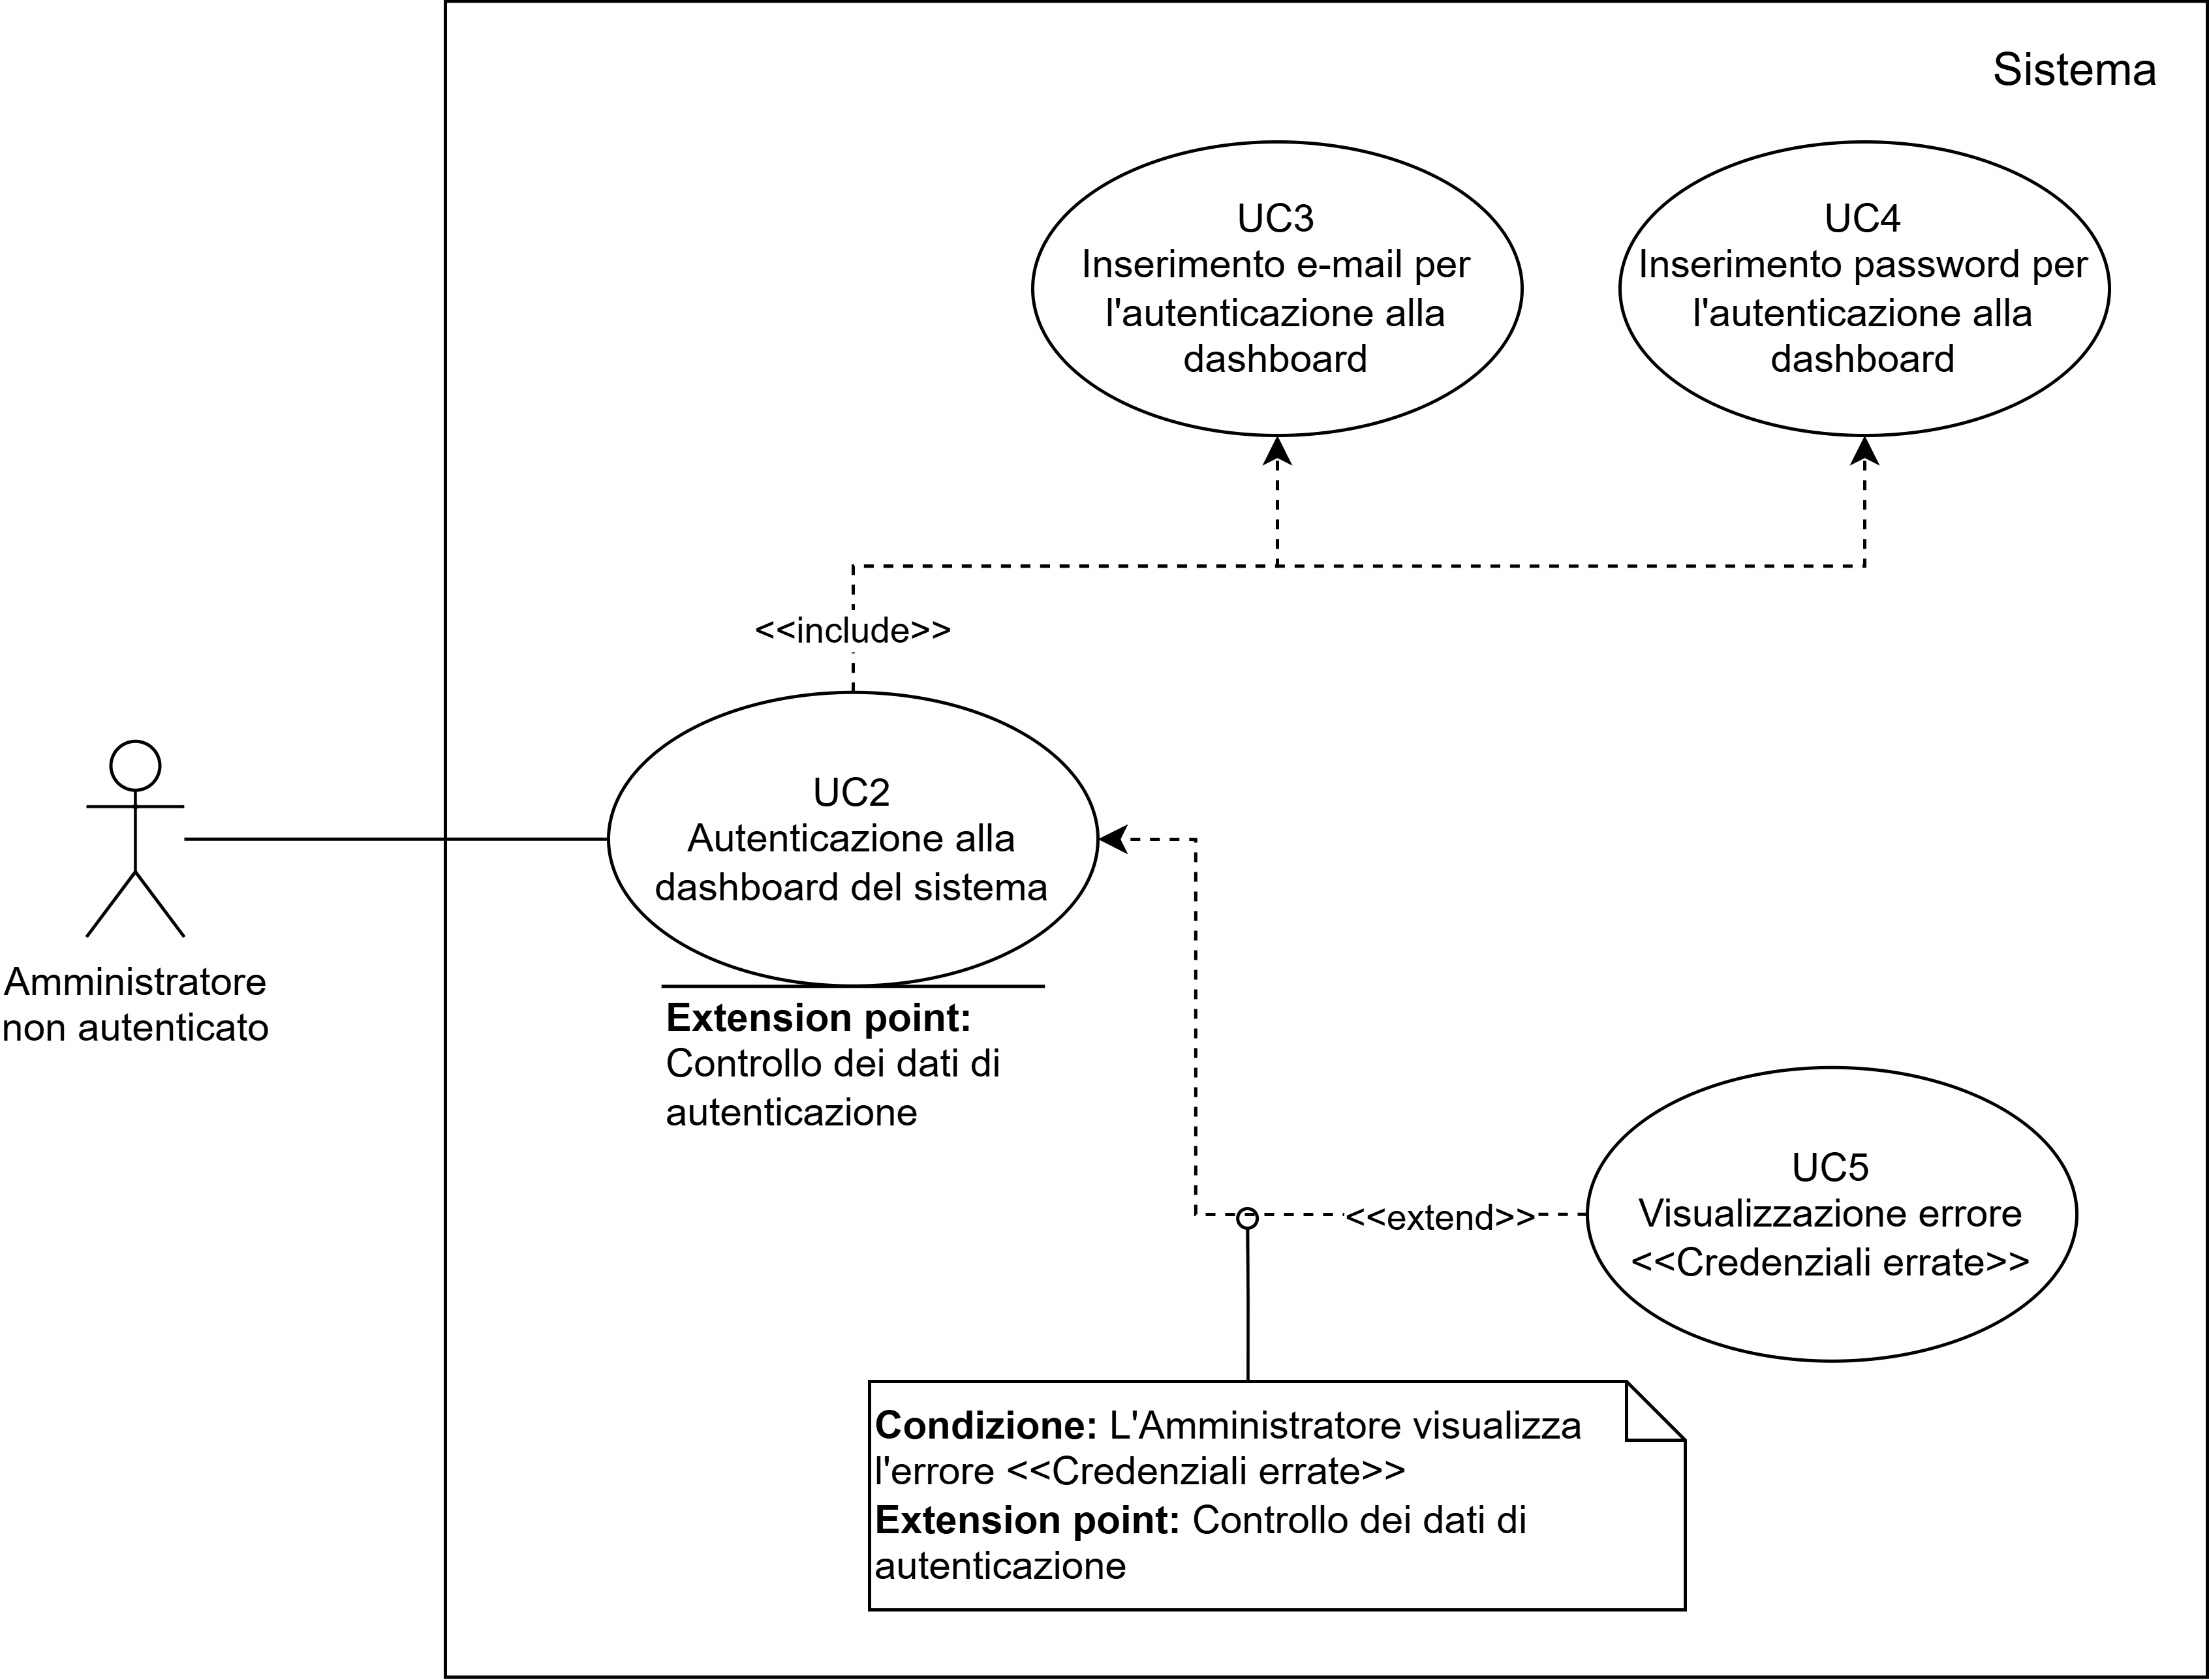 Sistema
UC3
Inserimento e-mail per
l'autenticazione alla
dashboard
UC4
Inserimento password per
l'autenticazione alla
dashboard
<<include>>
UC2
Autenticazione alla
dashboard del sistema
Amministratore
non autenticato
Extension point:
Controllo dei dati di
autenticazione
<<extend>>
UC5
Visualizzazione errore
<<Credenziali errate>>
Condizione: L'Amministratore visualizza
l'errore <<Credenziali errate>>
Extension point: Controllo dei dati di
autenticazione